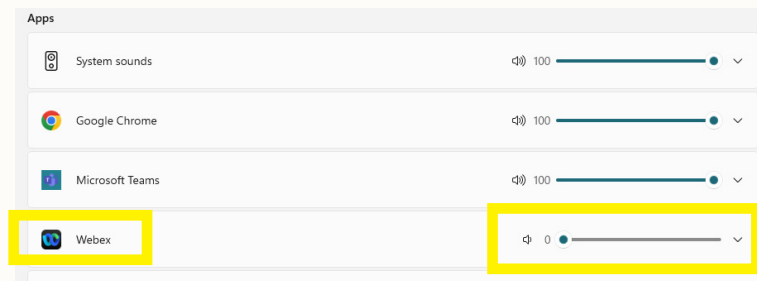 Apps
System sounds 100
Google Chrome 100
Microsoft Teams 100
Webex 0